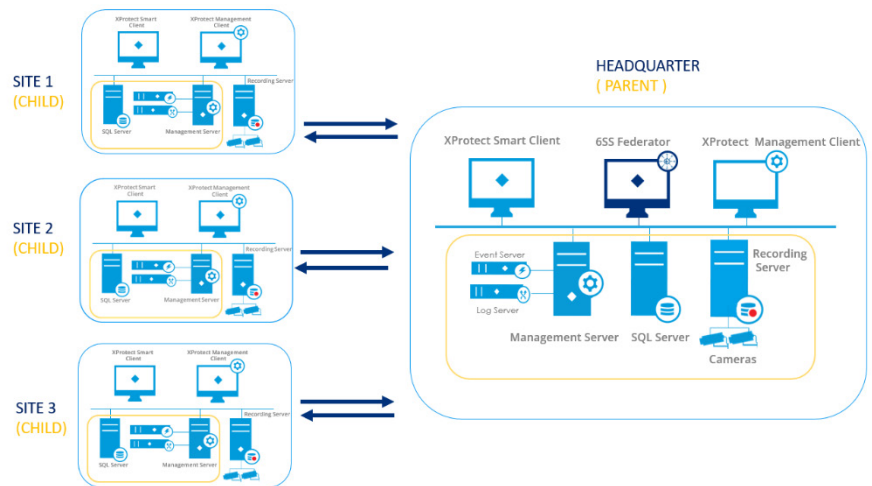 SITE 1
(CHILD)
XProtect Smart
Client
XProtect Management
Client
Recording Server
SQL Server
Management Server
SITE 2
(CHILD)
XProtect Smart
Client
XProtect Management
Client
Recording Server
SQL Server
Management Server
SITE 3
(CHILD)
XProtect Smart
Client
XProtect Management
Client
Recording Server
SQL Server
Management Server
HEADQUARTER
( PARENT )
XProtect Smart Client
6SS Federator
XProtect Management Client
Event Server
Log Server
Management Server
SQL Server
Recording
Server
Cameras